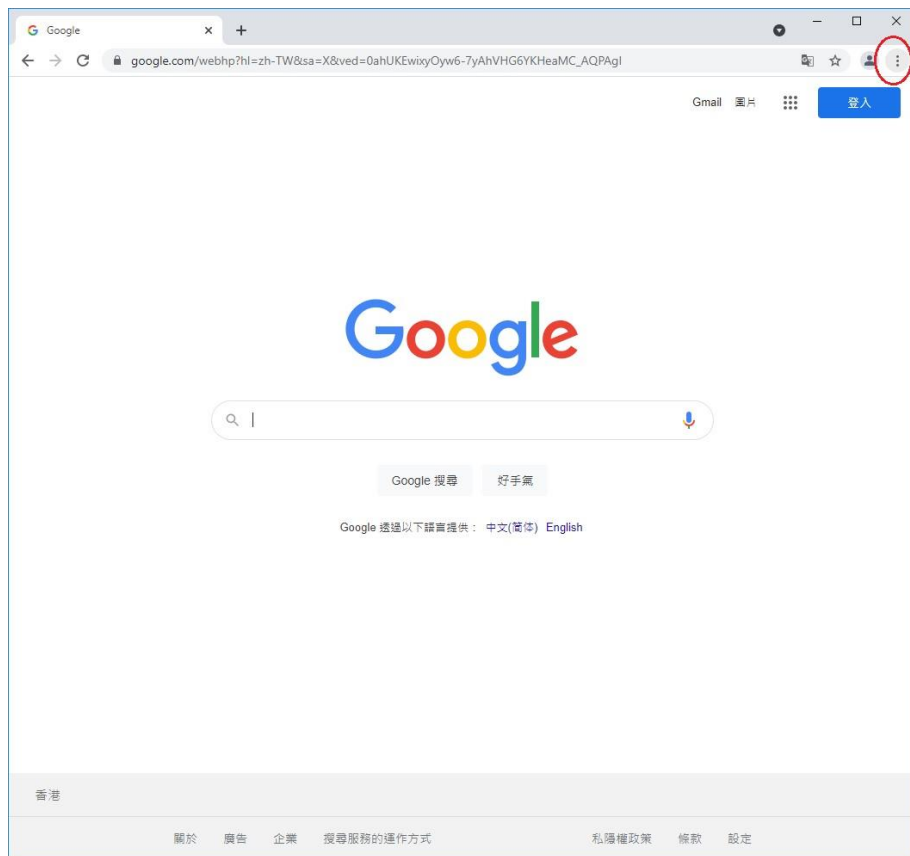 Google
google.com/webhp?hl=zh-TW&sa=X&ved=0ahUKEwixyOyw6-7yAhVHG6YKHeaMC_AQPAgI
Gmail 圖片 登入
Google
Google 搜尋 好手氣
Google 透過以下語言提供： 中文(简体) English
香港
關於 廣告 企業 搜尋服務的運作方式 私隱權政策 條款 設定